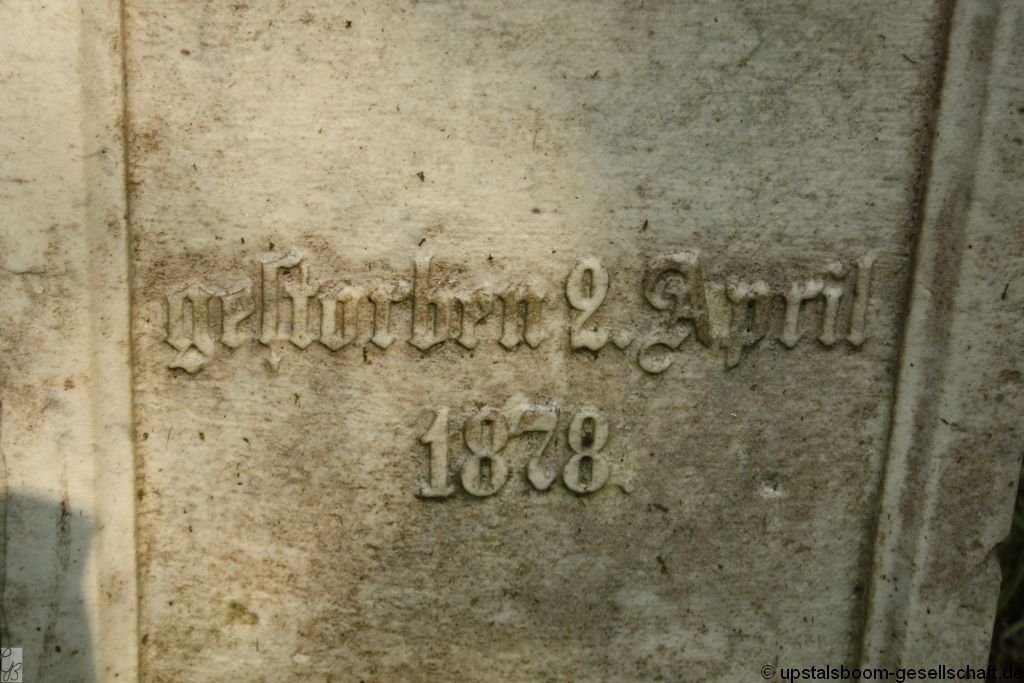 gestorben 2. April
1878.
© upstalsboom-gesellschaft.de